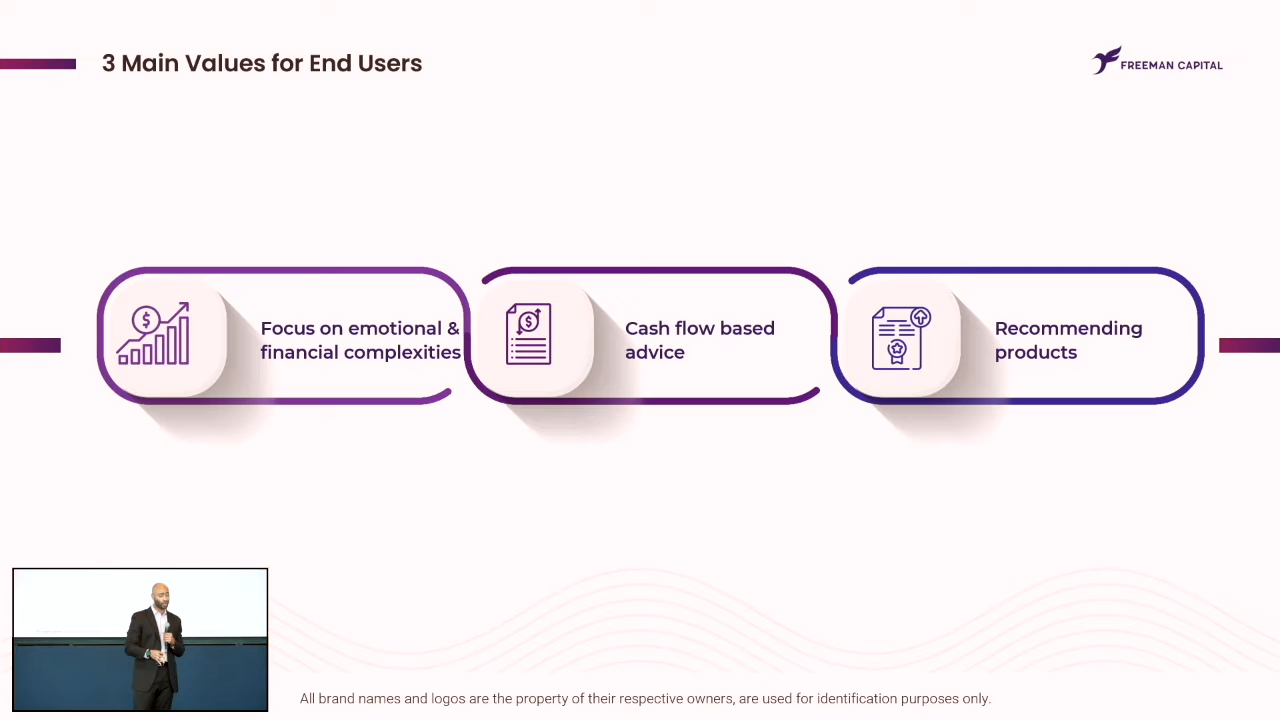 3 Main Values for End Users
FREEMAN CAPITAL
Focus on emotional &
financial complexities
Cash flow based
advice
Recommending
products
All brand names and logos are the property of their respective owners, are used for identification purposes only.